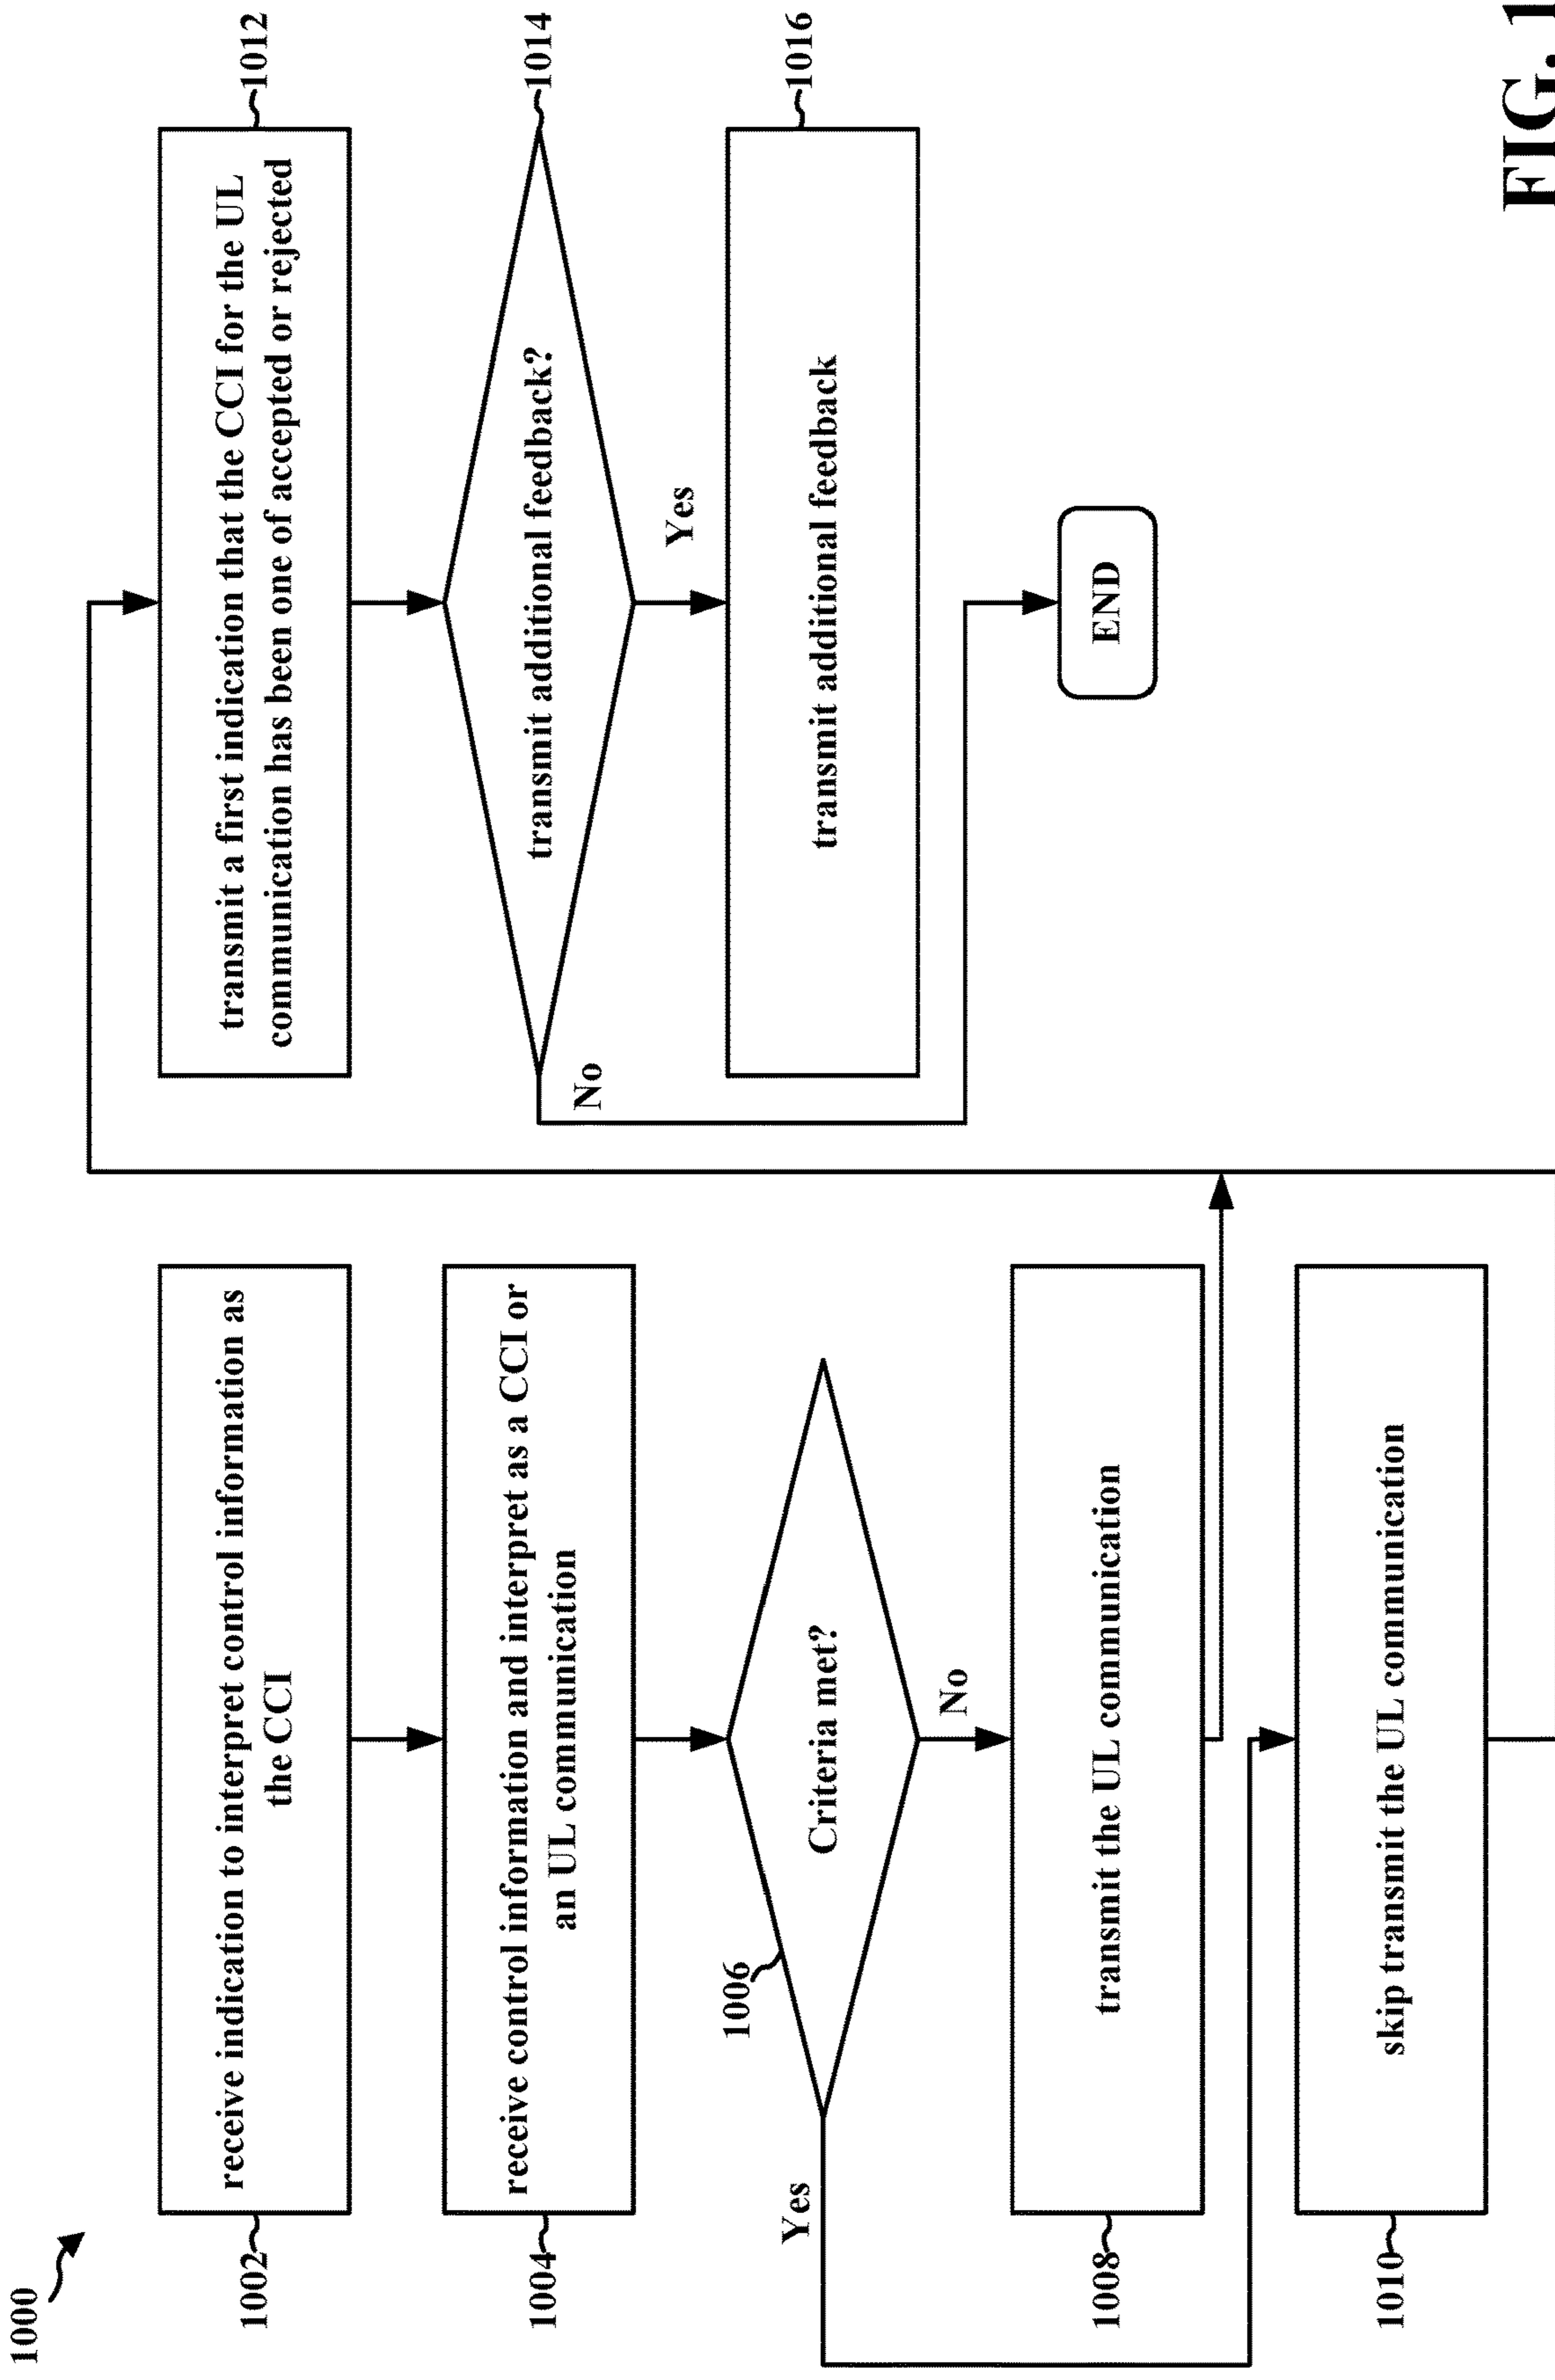 1000
1002
receive indication to interpret control information as
the CCI
1004
receive control information and interpret as a CCI or
an UL communication
1006
Criteria met?
Yes
No
1008
transmit the UL communication
1010
skip transmit the UL communication
1012
transmit a first indication that the CCI for the UL
communication has been one of accepted or rejected
1014
transmit additional feedback?
No
Yes
1016
transmit additional feedback
END
FIG. 1